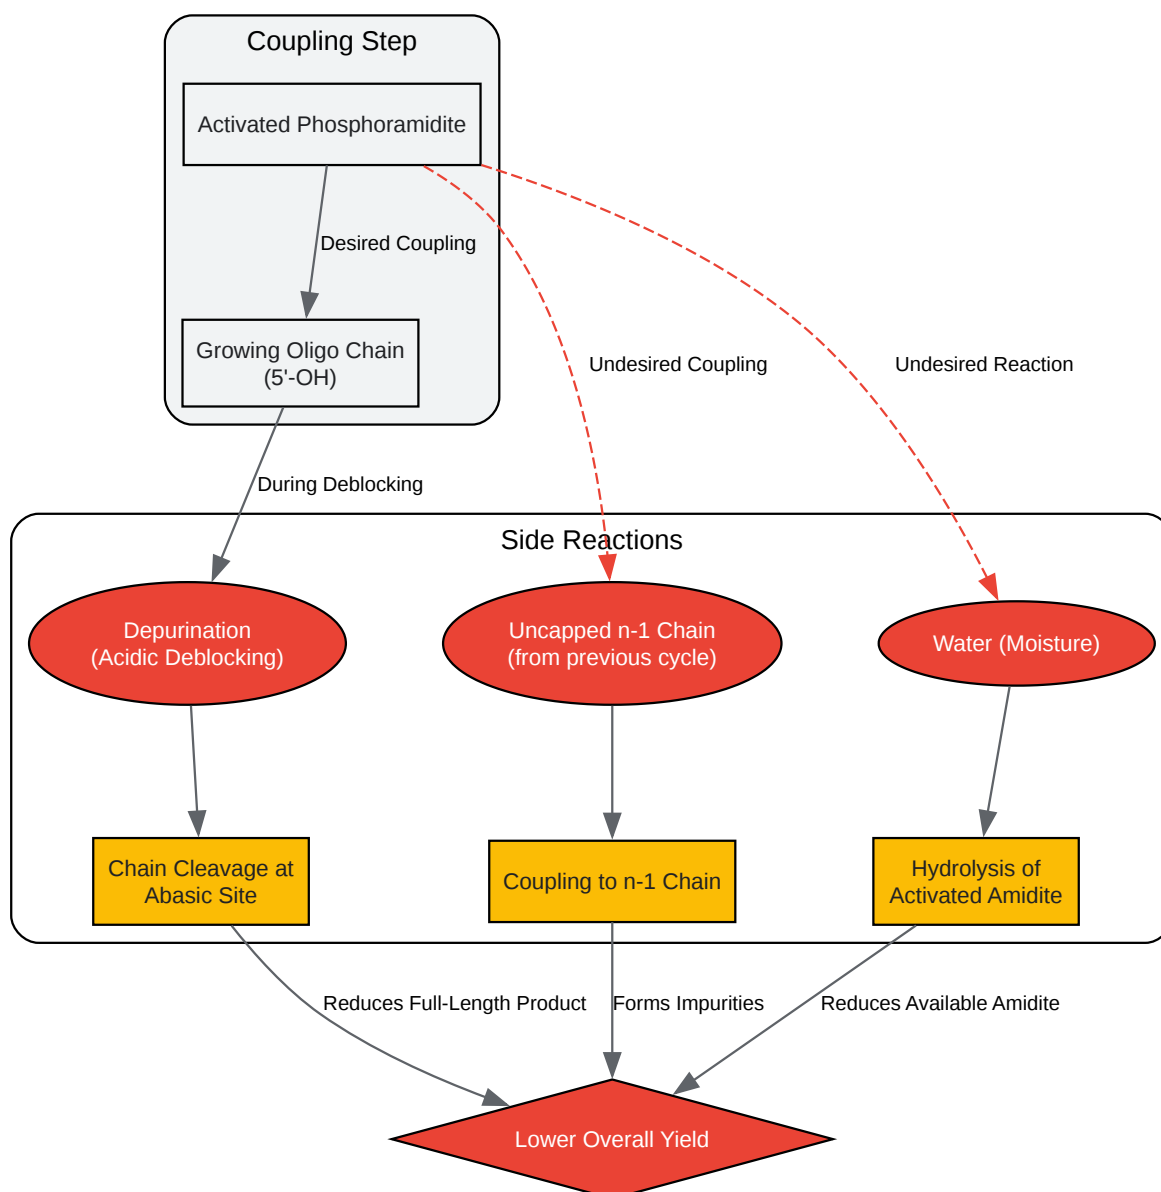 Coupling Step
Activated Phosphoramidite
Desired Coupling
Growing Oligo Chain
(5'-OH)
Undesired Coupling
Undesired Reaction
During Deblocking
Side Reactions
Depurination
(Acidic Deblocking)
Uncapped n-1 Chain
(from previous cycle)
Water (Moisture)
Chain Cleavage at
Abasic Site
Coupling to n-1 Chain
Hydrolysis of
Activated Amidite
Reduces Full-Length Product
Forms Impurities
Reduces Available Amidite
Lower Overall Yield